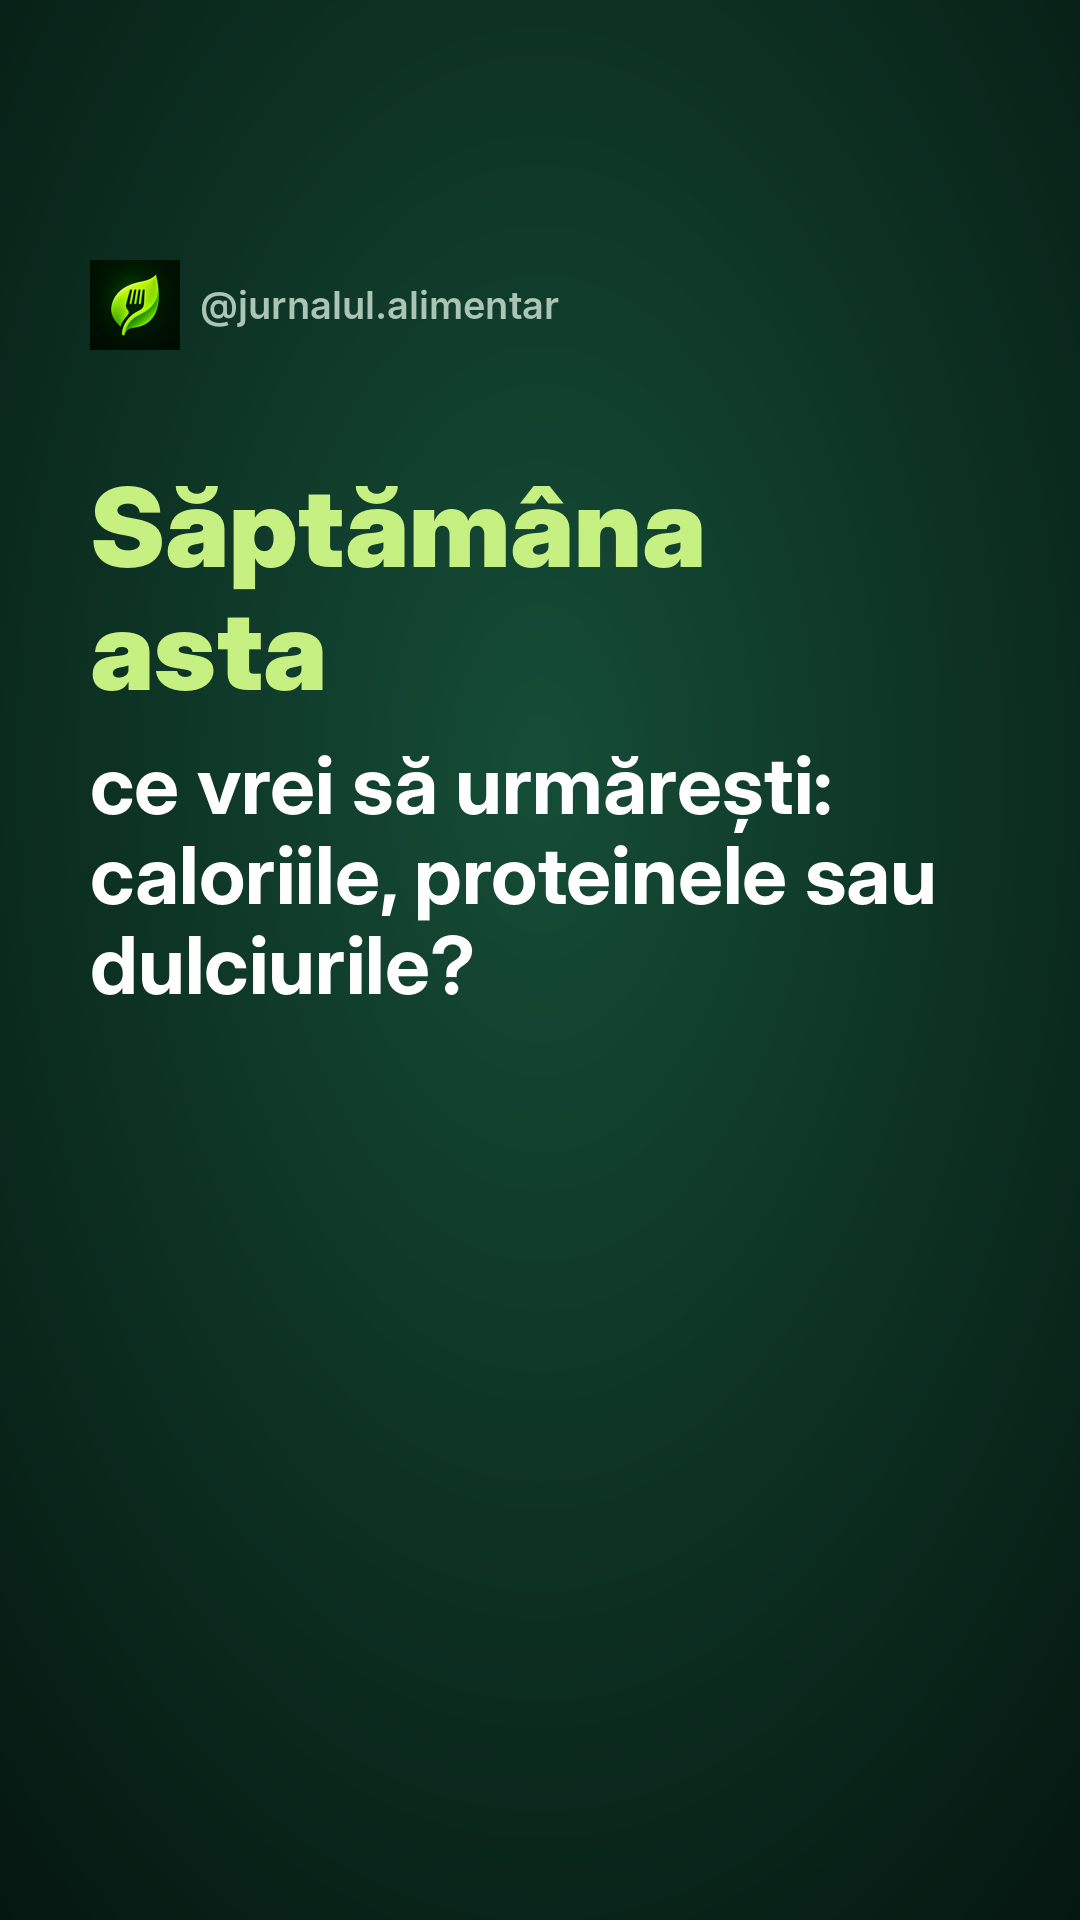 @jurnalul.alimentar
Săptămâna
asta
ce vrei să urmărești:
caloriile, proteinele sau
dulciurile?